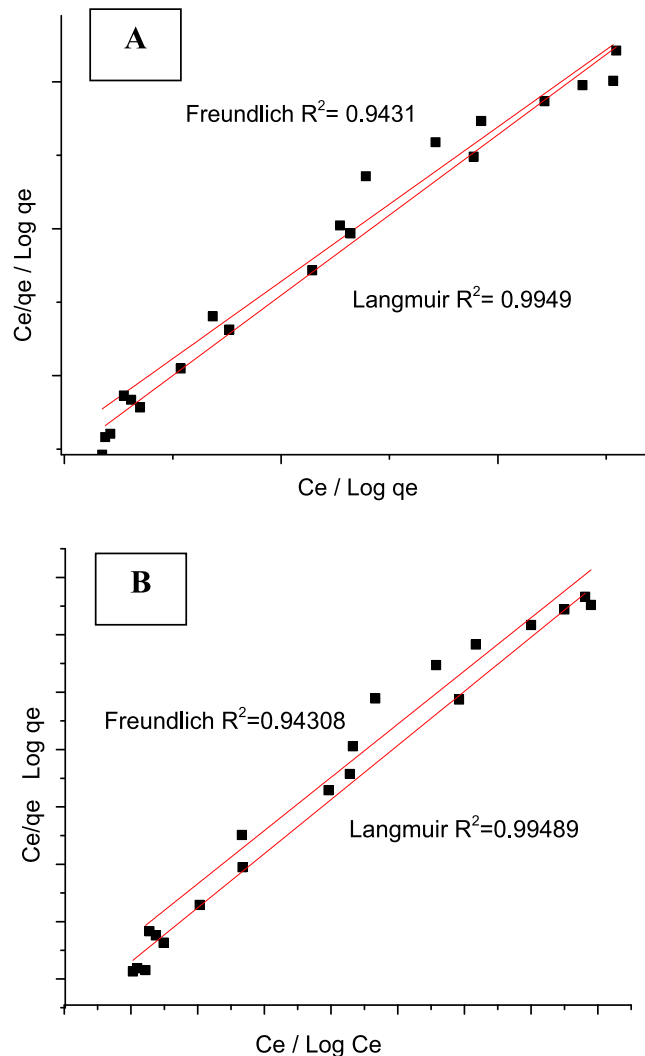 A
Freundlich R²= 0.9431
Ce/qe / Log qe
Langmuir R²= 0.9949
Ce / Log qe
B
Freundlich R²=0.94308
Ce/qe Log qe
Langmuir R²=0.99489
Ce / Log Ce